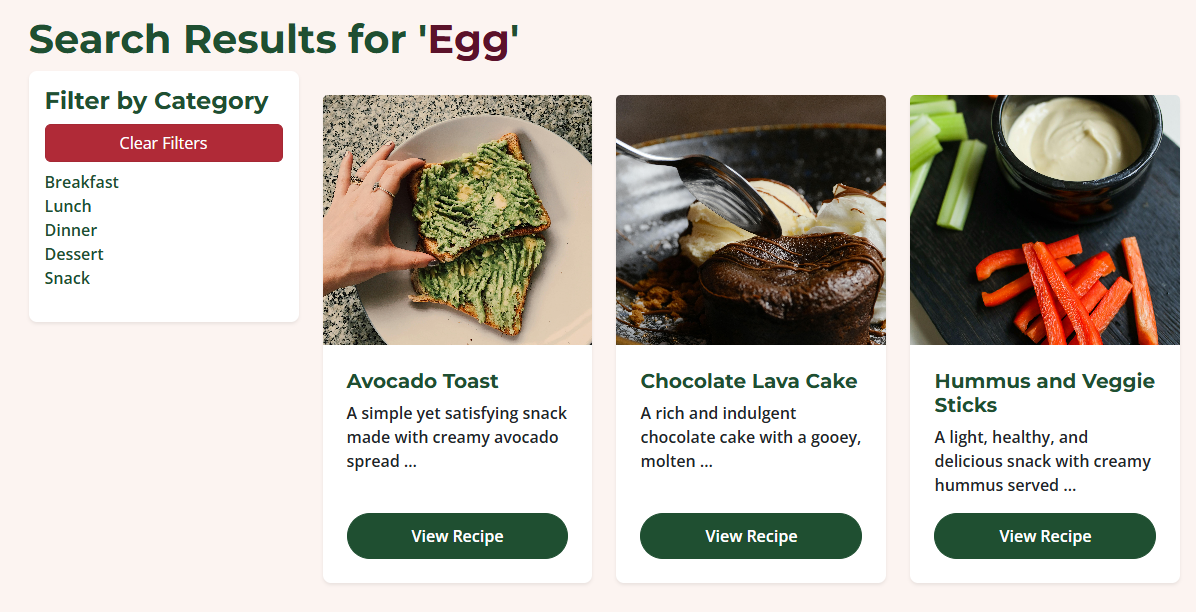 Search Results for 'Egg'
Filter by Category
Clear Filters
Breakfast
Lunch
Dinner
Dessert
Snack
Avocado Toast
A simple yet satisfying snack
made with creamy avocado
spread ...
View Recipe
Chocolate Lava Cake
A rich and indulgent
chocolate cake with a gooey,
molten ...
View Recipe
Hummus and Veggie
Sticks
A light, healthy, and
delicious snack with creamy
hummus served ...
View Recipe